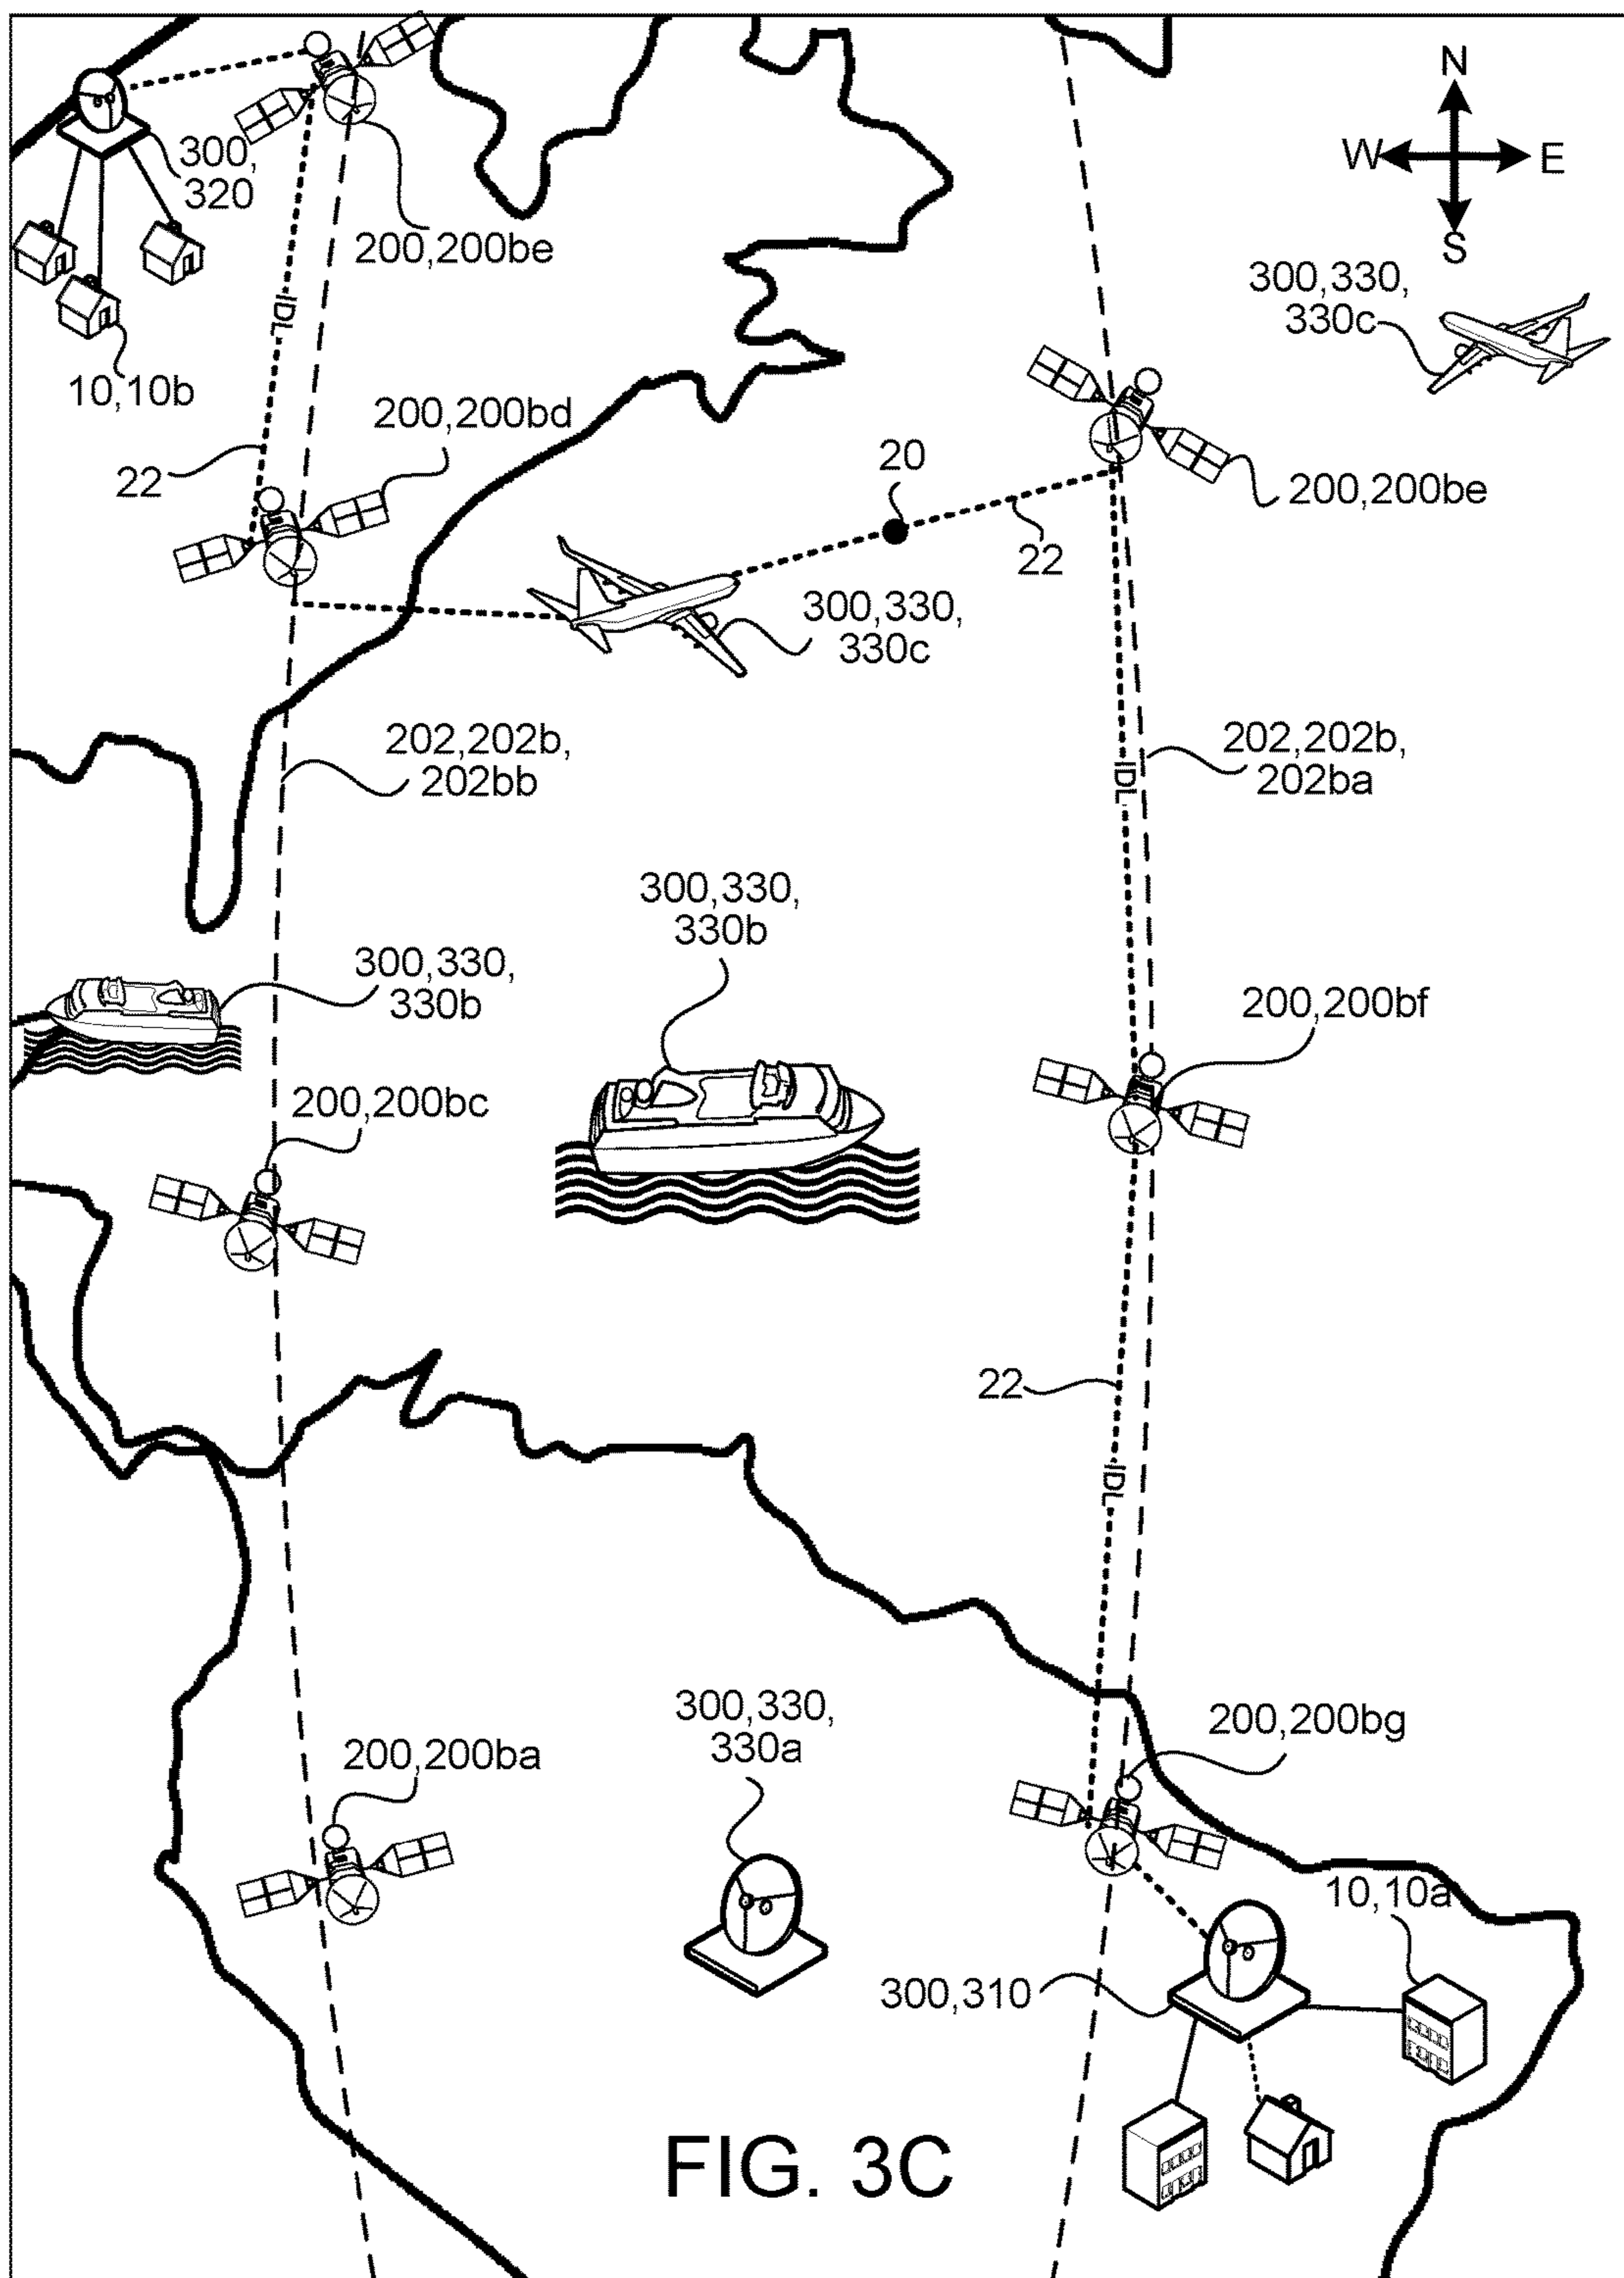 N
W
E
S
300,
320
200,200be
300,330,
330c
IDL
10,10b
200,200bd
22
20
200,200be
22
300,330,
330c
202,202b,
202bb
202,202b,
202ba
IDL
300,330,
330b
300,330,
330b
200,200bf
200,200bc
22
IDL
300,330,
330a
200,200bg
200,200ba
10,10a
300,310
FIG. 3C